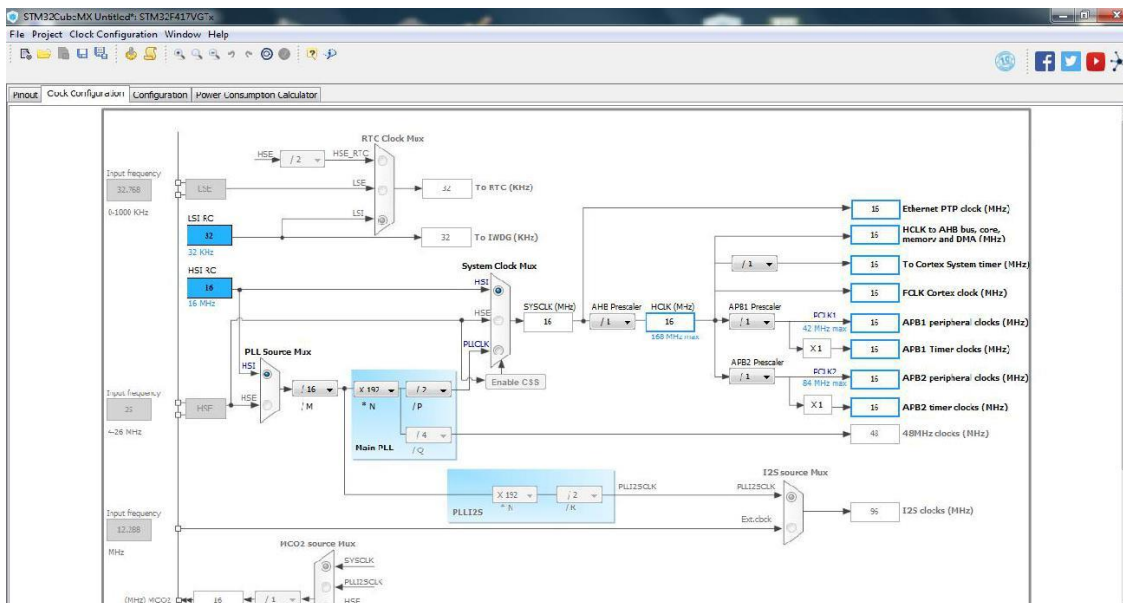 STM32CubeMX Untitled*: STM32F417VGTx
File Project Clock Configuration Window Help
Pinout Clock Configuration Configuration Power Consumption Calculator
RTC Clock Mux
HSE / 2 HSE_RTC
Input frequency
32.768 LSE LSE 32 To RTC (KHz)
0-1000 KHz
LSI RC LSI
32 32 To IWDG (KHz)
32 KHz
HSI RC
16
16 MHz
System Clock Mux
HSI
HSE
PLLCLK
SYSCLK (MHz) AHB Prescaler HCLK (MHz)
16 / 1 16
168 MHz max
Enable CSS
16 Ethernet PTP clock (MHz)
16 HCLK to AHB bus, core,
memory and DMA (MHz)
/ 1 16 To Cortex System timer (MHz)
16 FCLK Cortex clock (MHz)
APB1 Prescaler PCLK1
/ 1 42 MHz max 16 APB1 peripheral clocks (MHz)
X 1 16 APB1 Timer clocks (MHz)
APB2 Prescaler PCLK2
/ 1 84 MHz max 16 APB2 peripheral clocks (MHz)
X 1 16 APB2 timer clocks (MHz)
48 48MHz clocks (MHz)
PLL Source Mux
HSI
HSE
/ 16 X 192 / 2
/ M * N / P
/ 4
Main PLL / Q
Input frequency
25 HSE
4-26 MHz
I2S source Mux
X 192 / 2 PLLI2SCLK PLLI2SCLK
PLLI2S * N / R
96 I2S clocks (MHz)
Ext.clock
Input frequency
12.288
MHz
MCO2 source Mux
SYSCLK
PLLI2SCLK
HSE
(MHz) MCO2 16 / 1